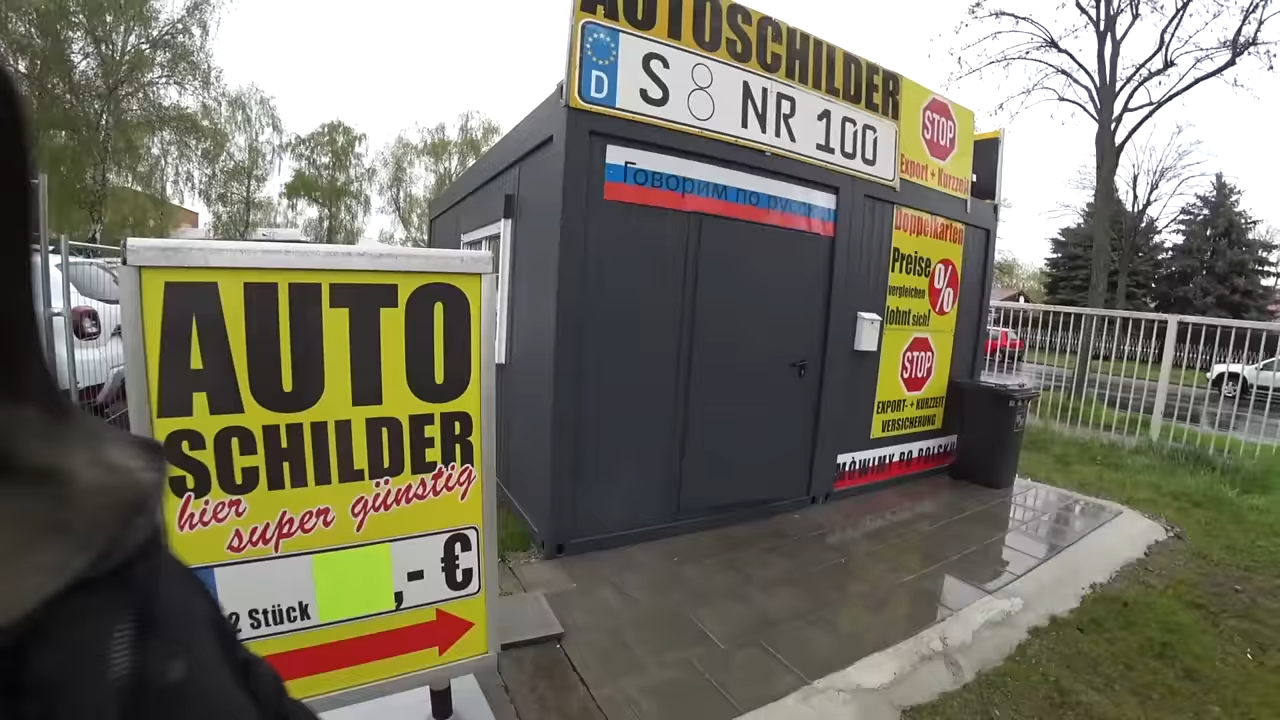 AUTOSCHILDER
D
S NR 100
STOP
Export + Kurzzeit
Говорим по русски
Doppelkarten
Preise
vergleichen
%
lohnt sich!
STOP
EXPORT- + KURZZEIT
VERSICHERUNG
MÓWIMY PO POLSKU
AUTO
SCHILDER
hier
super günstig
2 Stück ,- €